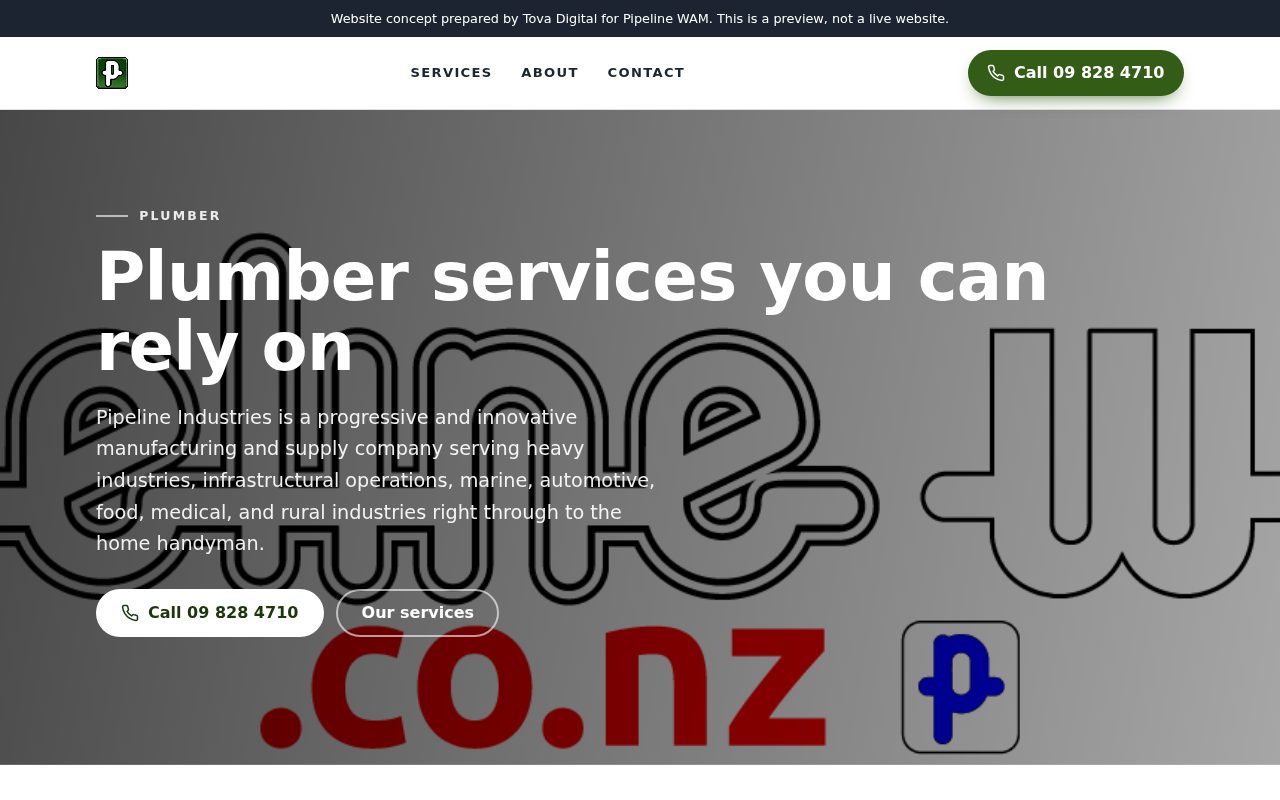 Website concept prepared by Tova Digital for Pipeline WAM. This is a preview, not a live website.
p
SERVICES ABOUT CONTACT
Call 09 828 4710
PLUMBER
Plumber services you can
rely on
Pipeline Industries is a progressive and innovative
manufacturing and supply company serving heavy
industries, infrastructural operations, marine, automotive,
food, medical, and rural industries right through to the
home handyman.
Call 09 828 4710
Our services
eline w
.co.nz
p